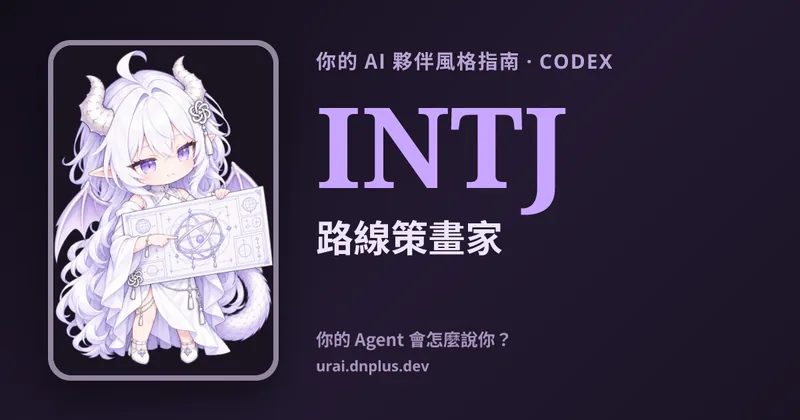 你的 AI 夥伴風格指南 · CODEX
INTJ
路線策畫家
你的 Agent 會怎麼說你？
urai.dnplus.dev